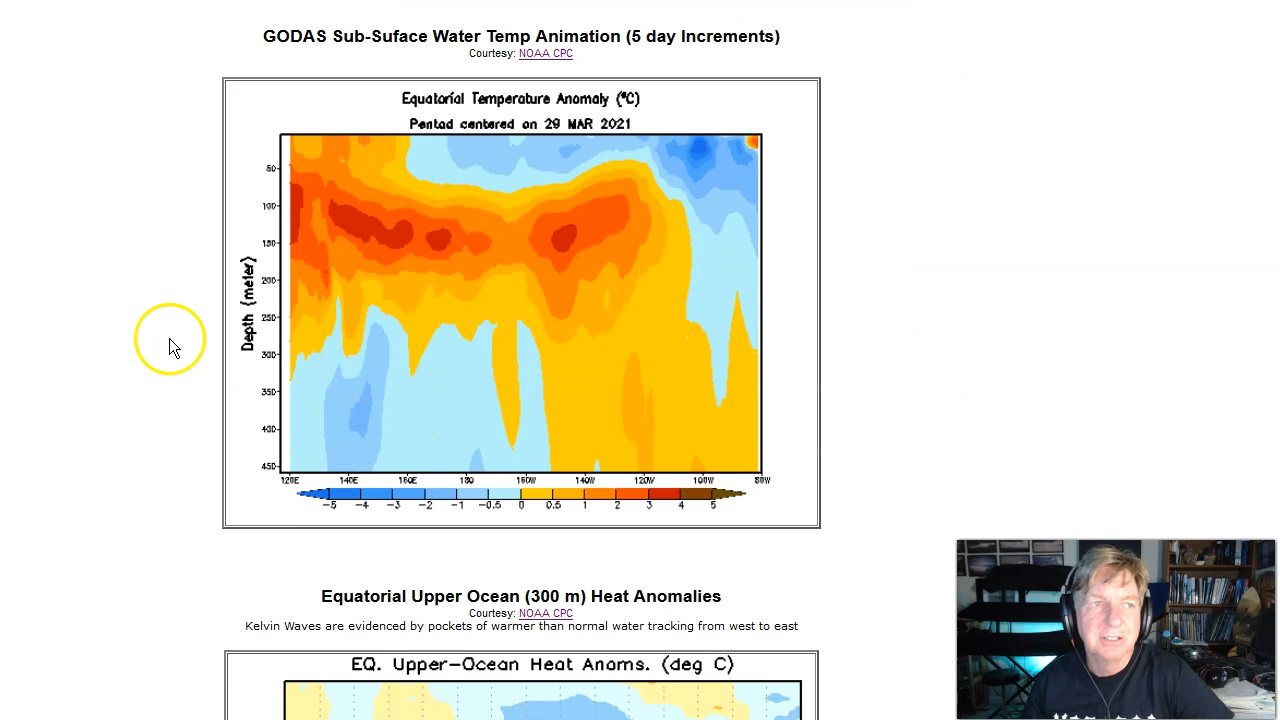 GODAS Sub-Suface Water Temp Animation (5 day Increments)
Courtesy: NOAA CPC
Equatorial Temperature Anomaly (°C)
Pentad centered on 29 MAR 2021
Depth (meter)
50
100
150
200
250
300
350
400
450
120E 140E 160E 180 160W 140W 120W 100W 80W
-5 -4 -3 -2 -1 -0.5 0 0.5 1 2 3 4 5
Equatorial Upper Ocean (300 m) Heat Anomalies
Courtesy: NOAA CPC
Kelvin Waves are evidenced by pockets of warmer than normal water tracking from west to east
EQ. Upper-Ocean Heat Anoms. (deg C)